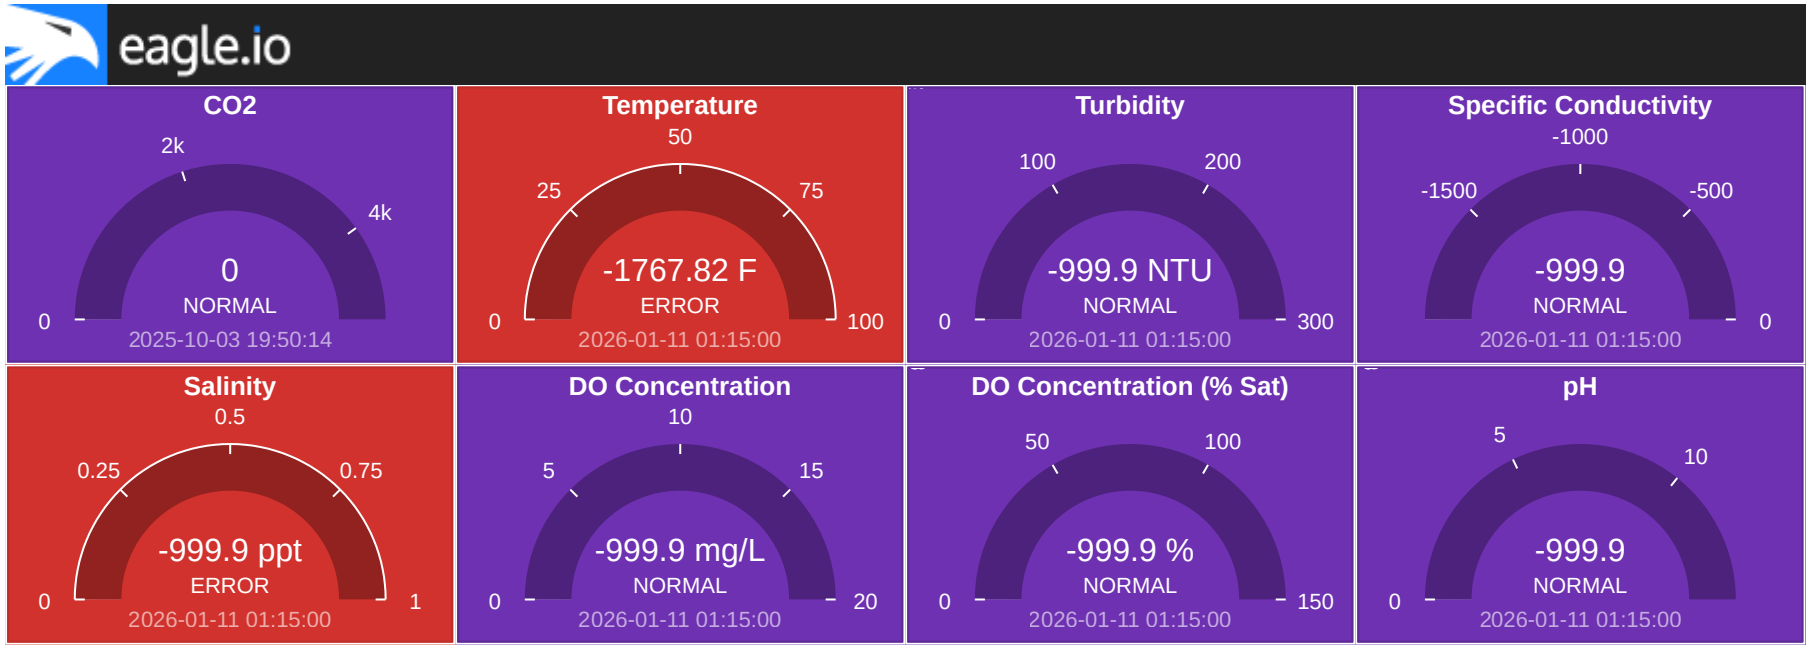 eagle.io
CO2
2k
4k
0
0
NORMAL
2025-10-03 19:50:14
Temperature
50
25
75
-1767.82 F
ERROR
0
100
2026-01-11 01:15:00
Turbidity
100
200
-999.9 NTU
NORMAL
0
300
2026-01-11 01:15:00
Specific Conductivity
-1000
-1500
-500
-999.9
NORMAL
0
2026-01-11 01:15:00
Salinity
0.5
0.25
0.75
-999.9 ppt
ERROR
0
1
2026-01-11 01:15:00
DO Concentration
10
5
15
-999.9 mg/L
NORMAL
0
20
2026-01-11 01:15:00
DO Concentration (% Sat)
50
100
-999.9 %
NORMAL
0
150
2026-01-11 01:15:00
pH
5
10
-999.9
NORMAL
0
2026-01-11 01:15:00